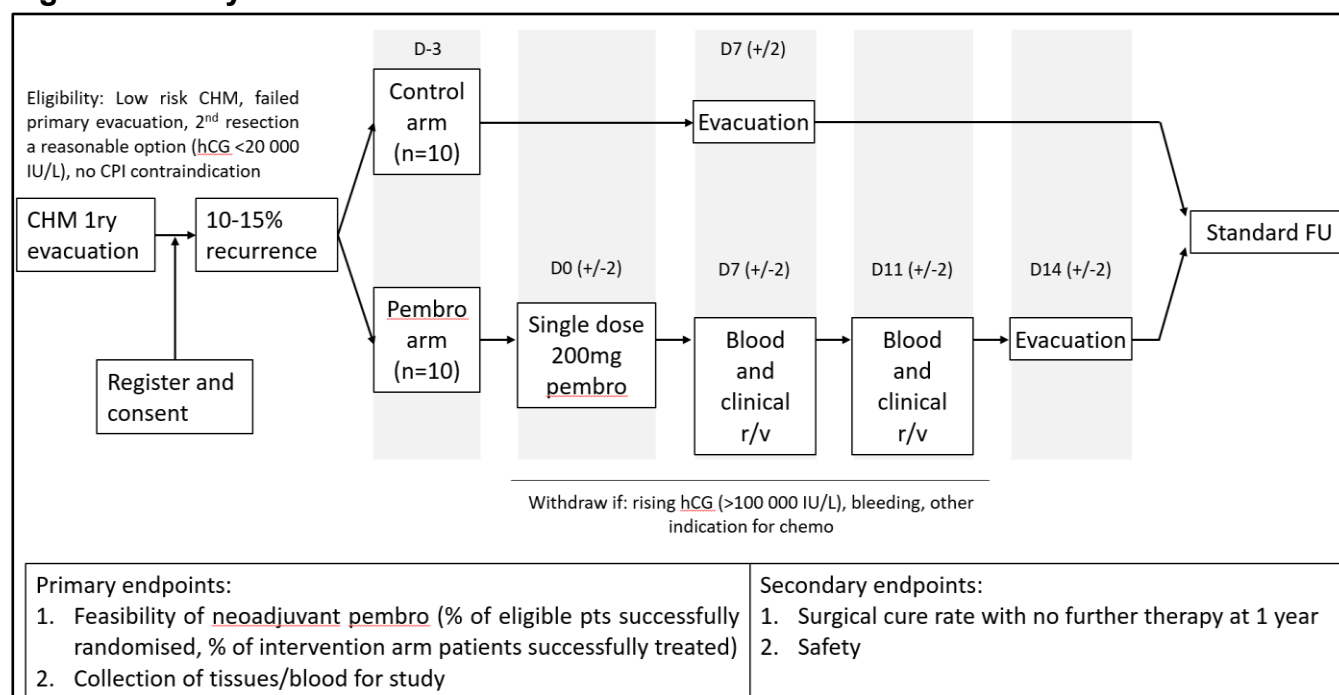 D-3
D7 (+/2)
Eligibility: Low risk CHM, failed
primary evacuation, 2nd resection
a reasonable option (hCG <20 000
IU/L), no CPI contraindication
Control
arm
(n=10)
Evacuation
CHM 1ry
evacuation
10-15%
recurrence
Standard FU
D0 (+/-2)
D7 (+/-2)
D11 (+/-2)
D14 (+/-2)
Pembro
arm
(n=10)
Single dose
200mg
pembro
Blood
and
clinical
r/v
Blood
and
clinical
r/v
Evacuation
Register and
consent
Withdraw if: rising hCG (>100 000 IU/L), bleeding, other
indication for chemo
Primary endpoints:
1. Feasibility of neoadjuvant pembro (% of eligible pts successfully
randomised, % of intervention arm patients successfully treated)
2. Collection of tissues/blood for study
Secondary endpoints:
1. Surgical cure rate with no further therapy at 1 year
2. Safety